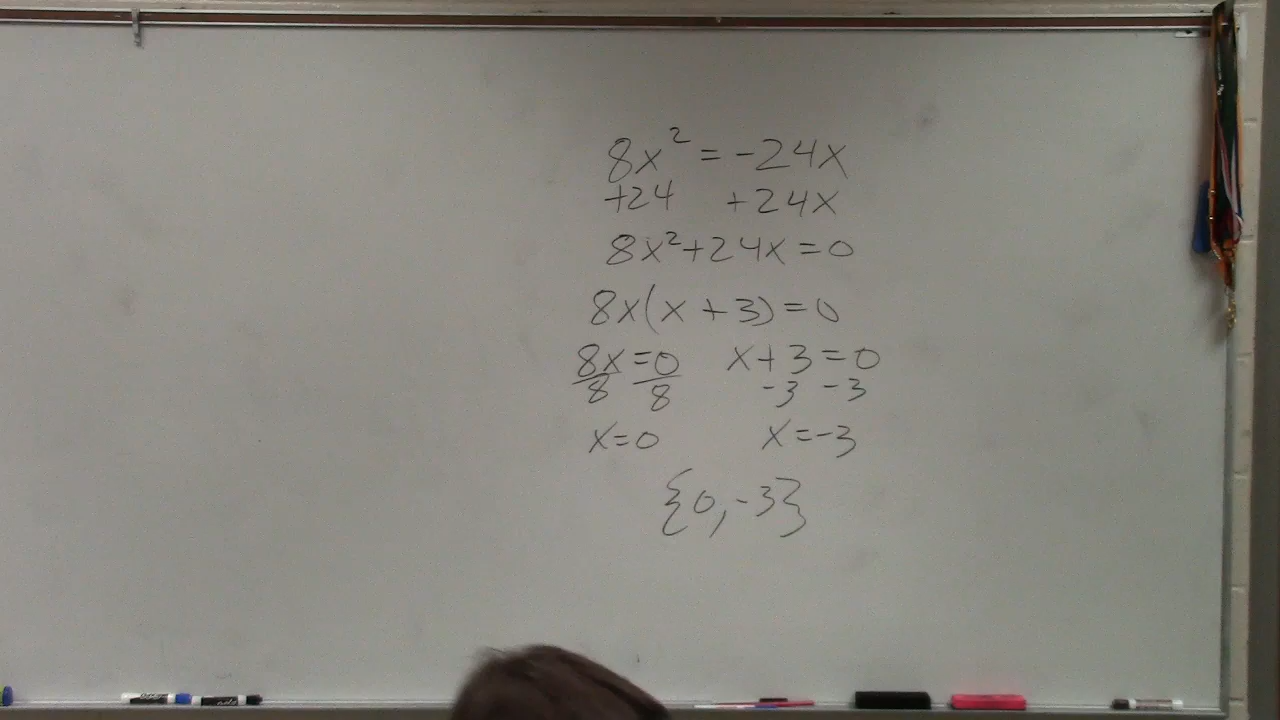 8x² = -24x
+24 +24x
8x²+24x=0
8x(x+3)=0
8x=0 x+3=0
8 8 -3 -3
x=0 x=-3
{0,-3}